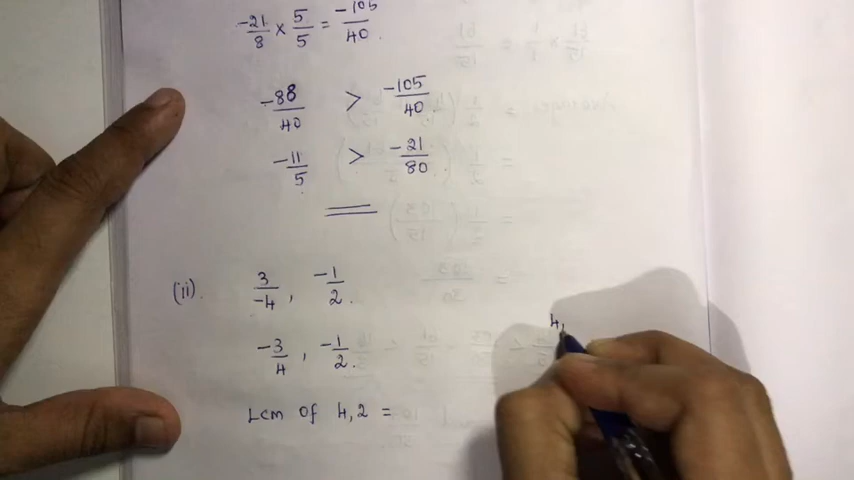 -21/8 × 5/5 = -105/40.
-88/40 > -105/40.
-11/5 > -21/80.
(ii). 3/-4, -1/2.
-3/4, -1/2.
Lcm of 4,2 =
4,